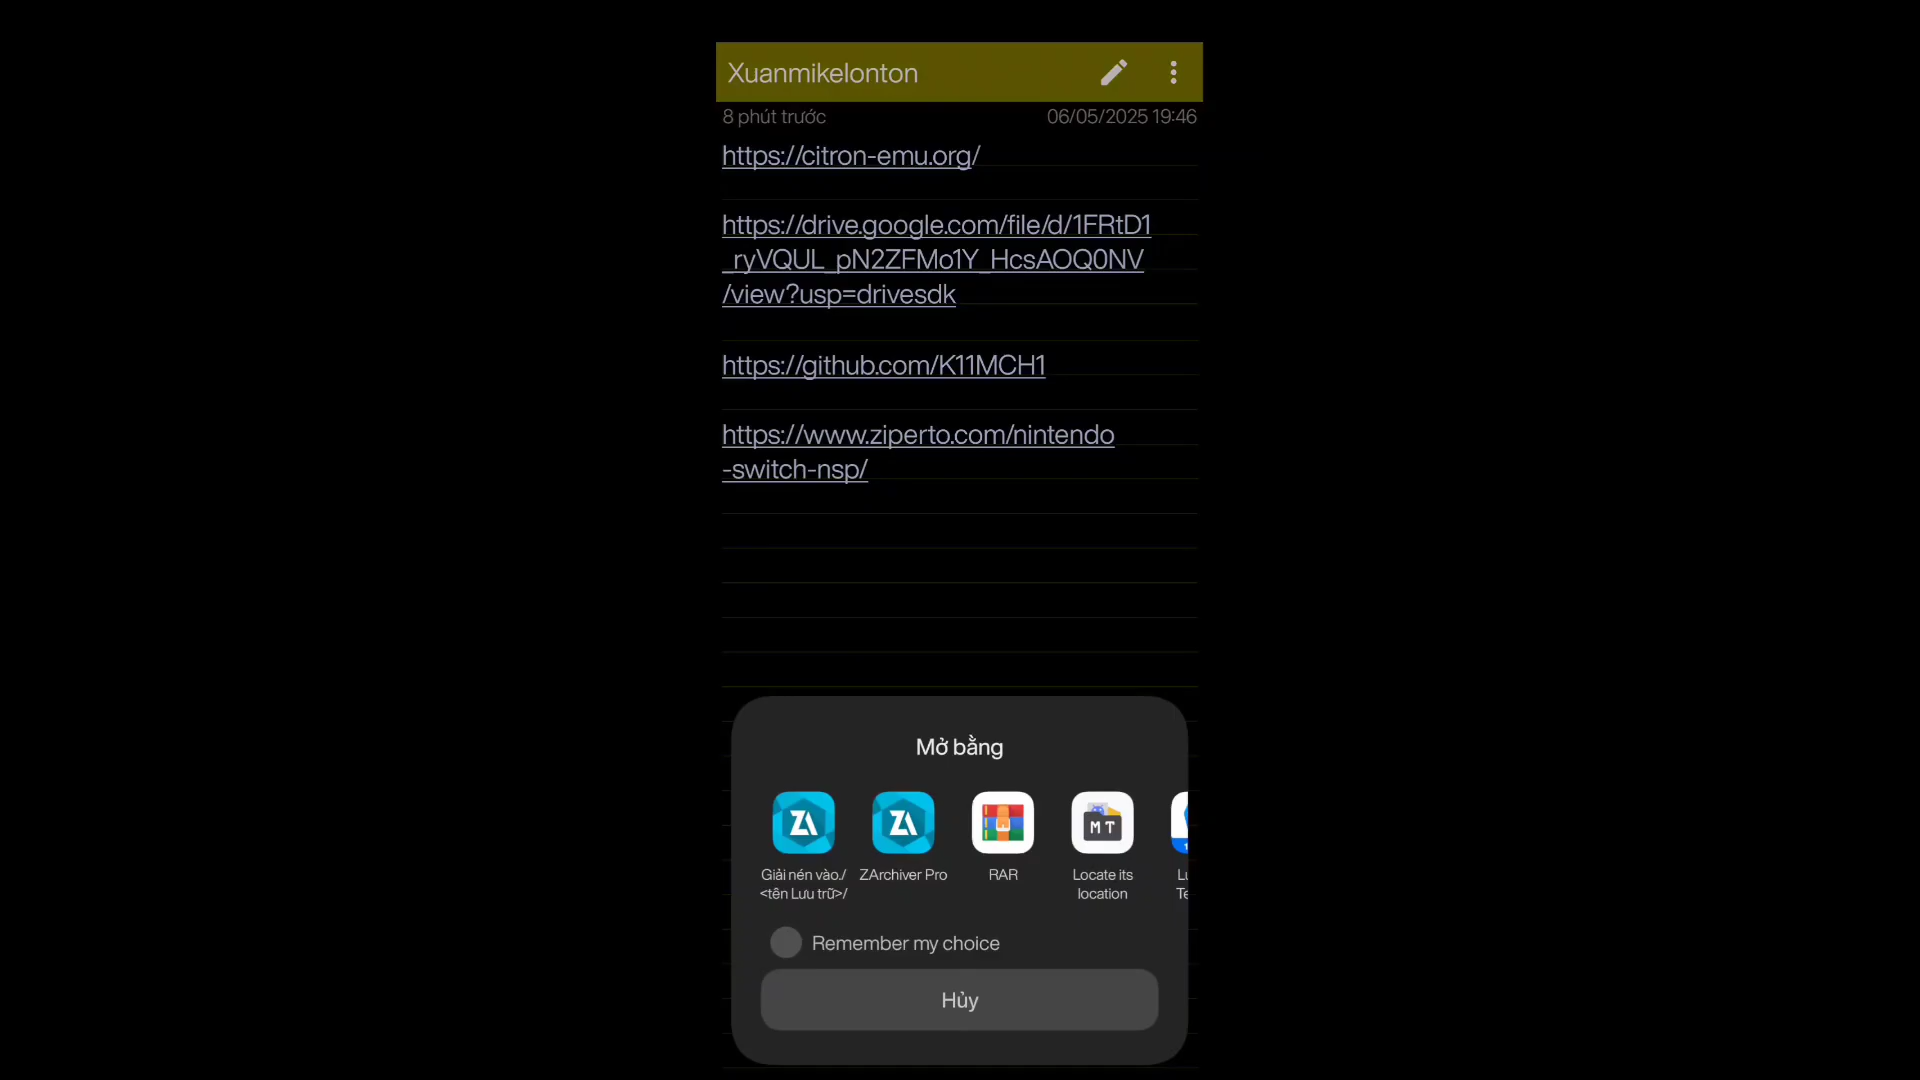 Xuanmikelonton
8 phút trước 06/05/2025 19:46
https://citron-emu.org/
https://drive.google.com/file/d/1FRtD1
_ryVQUL_pN2ZFMo1Y_HcsAOQ0NV
/view?usp=drivesdk
https://github.com/K11MCH1
https://www.ziperto.com/nintendo
-switch-nsp/
Mở bằng
Giải nén vào./ ZArchiver Pro RAR Locate its
<tên Lưu trữ>/ location
M T
Remember my choice
Hủy